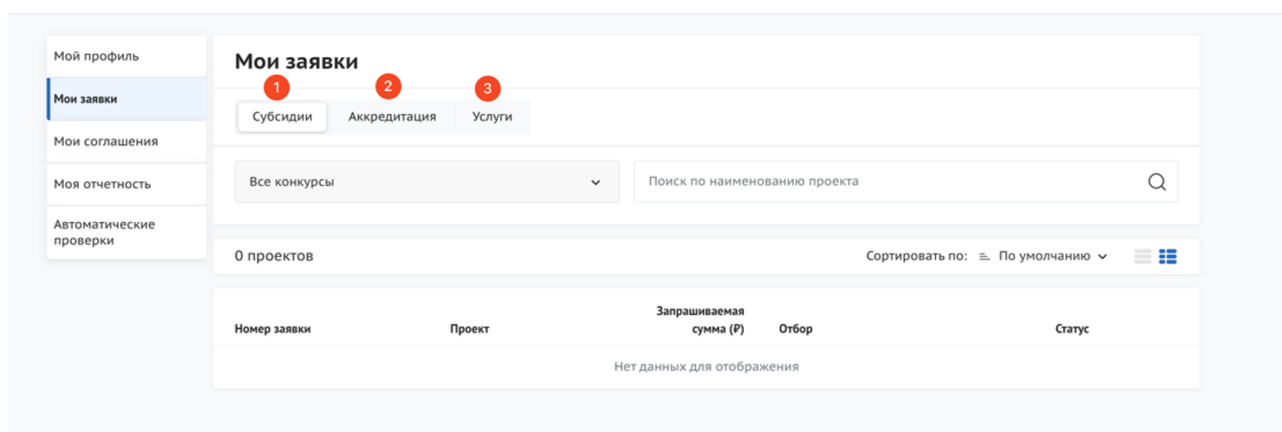 Мой профиль
Мои заявки
Мои соглашения
Моя отчетность
Автоматические
проверки
Мои заявки
1
2
3
Субсидии
Аккредитация
Услуги
Все конкурсы
Поиск по наименованию проекта
0 проектов
Сортировать по:
По умолчанию
Номер заявки
Проект
Запрашиваемая
сумма (₽)
Отбор
Статус
Нет данных для отображения